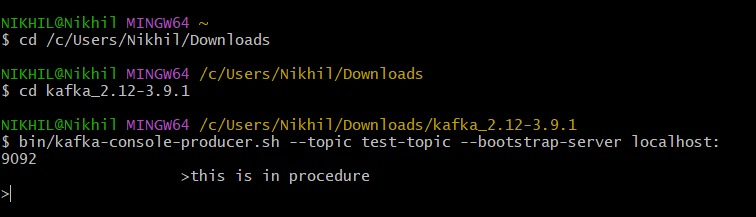 NIKHIL@Nikhil MINGW64 ~
$ cd /c/Users/Nikhil/Downloads
NIKHIL@Nikhil MINGW64 /c/Users/Nikhil/Downloads
$ cd kafka_2.12-3.9.1
NIKHIL@Nikhil MINGW64 /c/Users/Nikhil/Downloads/kafka_2.12-3.9.1
$ bin/kafka-console-producer.sh --topic test-topic --bootstrap-server localhost:
9092
>this is in procedure
>